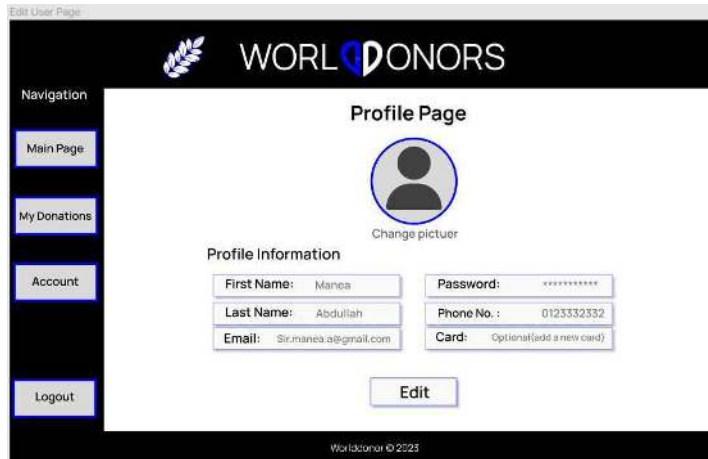 Edit User Page
WORLDDONORS
Navigation
Main Page
My Donations
Account
Logout
Profile Page
Change pictuer
Profile Information
First Name: Manea
Last Name: Abdullah
Email: Sir.manea.a@gmail.com
Password: ***********
Phone No. : 0123332332
Card: Optional(add a new card)
Edit
Worlddonor © 2023